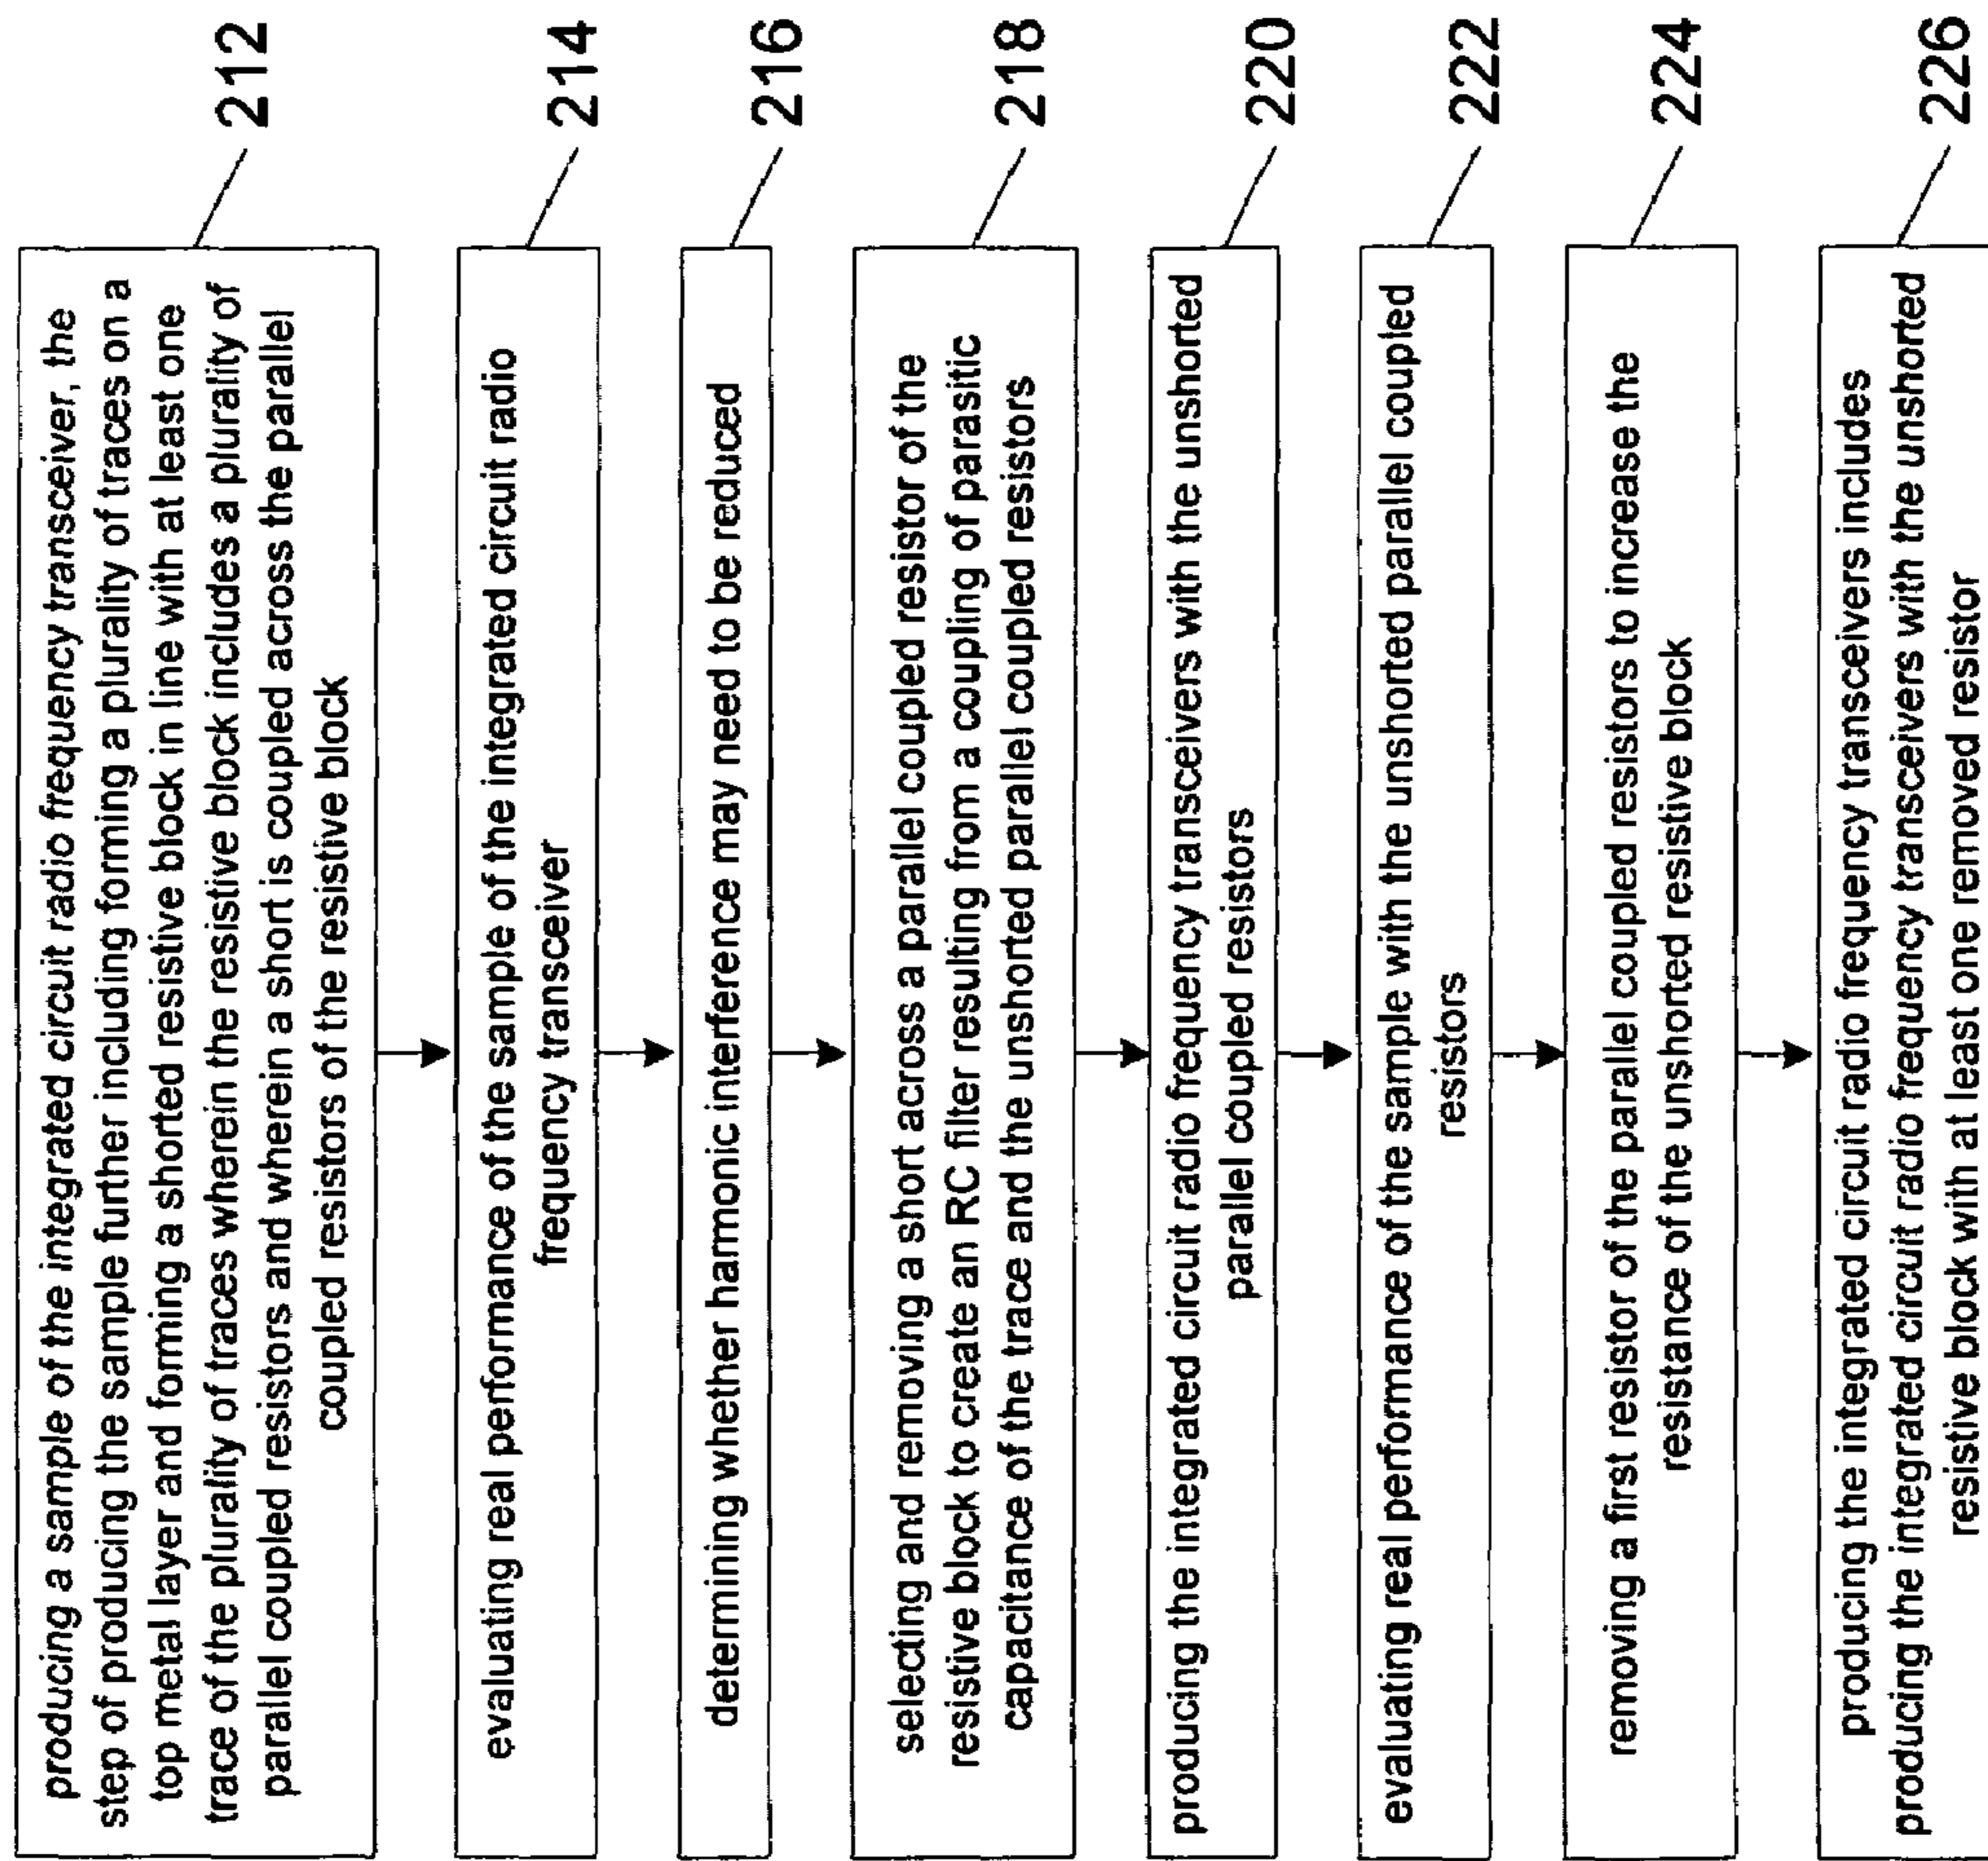 producing a sample of the integrated circuit radio frequency transceiver, the
step of producing the sample further including forming a plurality of traces on a
top metal layer and forming a shorted resistive block in line with at least one
trace of the plurality of traces wherein the resistive block includes a plurality of
parallel coupled resistors and wherein a short is coupled across the parallel
coupled resistors of the resistive block
212
evaluating real performance of the sample of the integrated circuit radio
frequency transceiver
214
determining whether harmonic interference may need to be reduced
216
selecting and removing a short across a parallel coupled resistor of the
resistive block to create an RC filter resulting from a coupling of parasitic
capacitance of the trace and the unshorted parallel coupled resistors
218
producing the integrated circuit radio frequency transceivers with the unshorted
parallel coupled resistors
220
evaluating real performance of the sample with the unshorted parallel coupled
resistors
222
removing a first resistor of the parallel coupled resistors to increase the
resistance of the unshorted resistive block
224
producing the integrated circuit radio frequency transceivers includes
producing the integrated circuit radio frequency transceivers with the unshorted
resistive block with at least one removed resistor
226